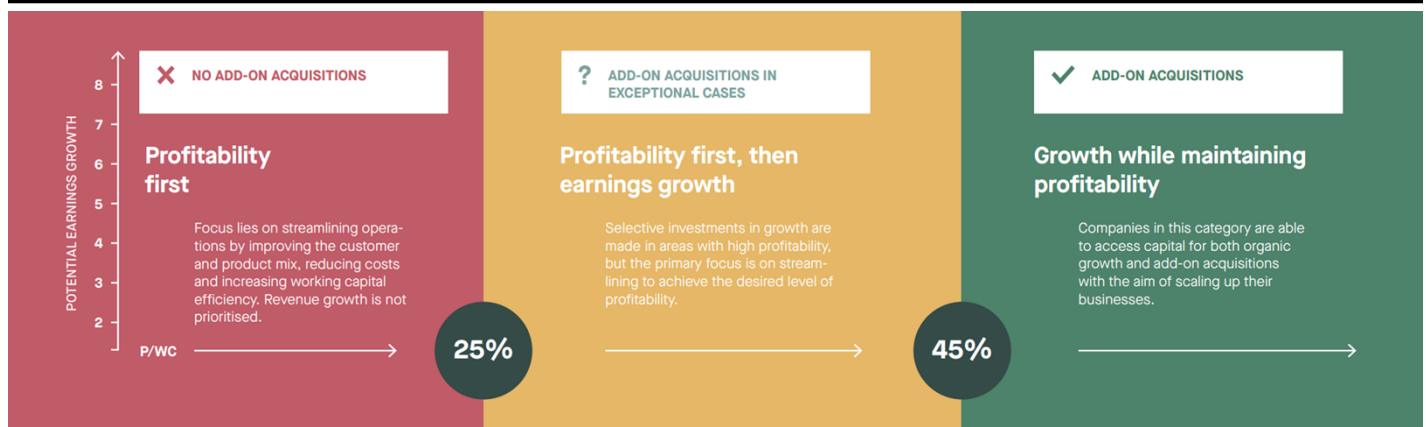 POTENTIAL EARNINGS GROWTH
8
7
6
5
4
3
2
NO ADD-ON ACQUISITIONS
Profitability
first
Focus lies on streamlining opera-
tions by improving the customer
and product mix, reducing costs
and increasing working capital
efficiency. Revenue growth is not
prioritised.
P/WC
25%
? ADD-ON ACQUISITIONS IN
EXCEPTIONAL CASES
Profitability first, then
earnings growth
Selective investments in growth are
made in areas with high profitability,
but the primary focus is on stream-
lining to achieve the desired level of
profitability.
45%
ADD-ON ACQUISITIONS
Growth while maintaining
profitability
Companies in this category are able
to access capital for both organic
growth and add-on acquisitions
with the aim of scaling up their
businesses.